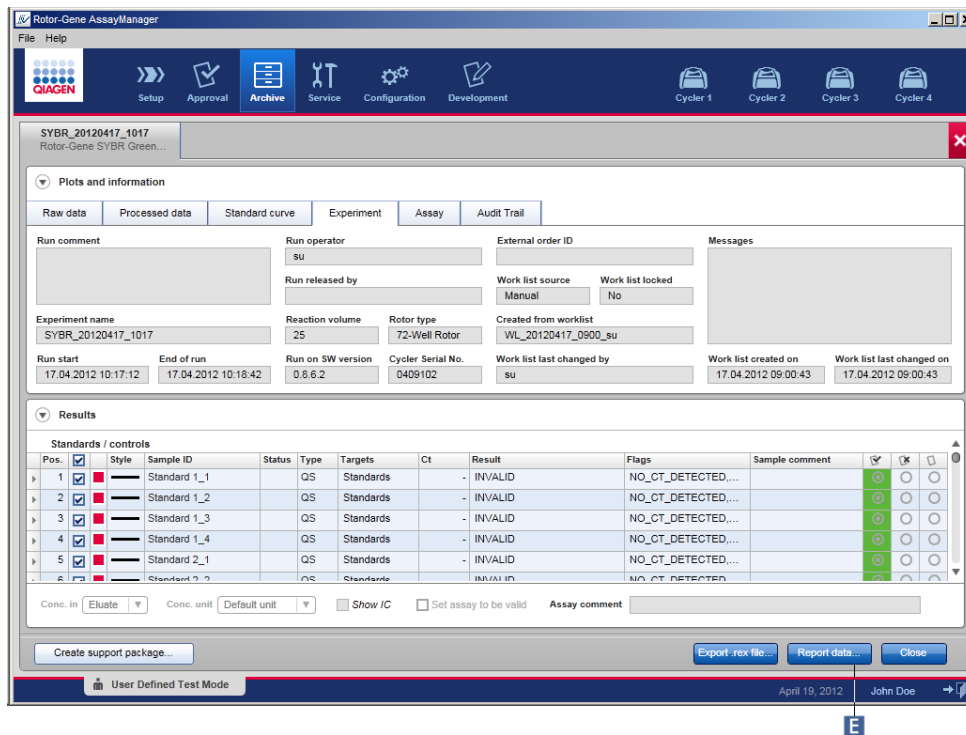 Rotor-Gene AssayManager
File Help
QIAGEN
Setup Approval Archive Service Configuration Development Cycler 1 Cycler 2 Cycler 3 Cycler 4
SYBR_20120417_1017
Rotor-Gene SYBR Green...
Plots and information
Raw data Processed data Standard curve Experiment Assay Audit Trail
Run comment Run operator External order ID Messages
su
Run released by Work list source Work list locked
Manual No
Experiment name Reaction volume Rotor type Created from worklist
SYBR_20120417_1017 25 72-Well Rotor WL_20120417_0900_su
Run start End of run Run on SW version Cycler Serial No. Work list last changed by Work list created on Work list last changed on
17.04.2012 10:17:12 17.04.2012 10:18:42 0.8.6.2 0409102 su 17.04.2012 09:00:43 17.04.2012 09:00:43
Results
Standards / controls
Pos. Style Sample ID Status Type Targets Ct Result Flags Sample comment
1 Standard 1_1 QS Standards - INVALID NO_CT_DETECTED,...
2 Standard 1_2 QS Standards - INVALID NO_CT_DETECTED,...
3 Standard 1_3 QS Standards - INVALID NO_CT_DETECTED,...
4 Standard 1_4 QS Standards - INVALID NO_CT_DETECTED,...
5 Standard 2_1 QS Standards - INVALID NO_CT_DETECTED,...
6 Standard 2_2 QS Standards - INVALID NO_CT_DETECTED,...
Conc. in Eluate Conc. unit Default unit Show IC Set assay to be valid Assay comment
Create support package... Export .rex file... Report data... Close
User Defined Test Mode April 19, 2012 John Doe
E